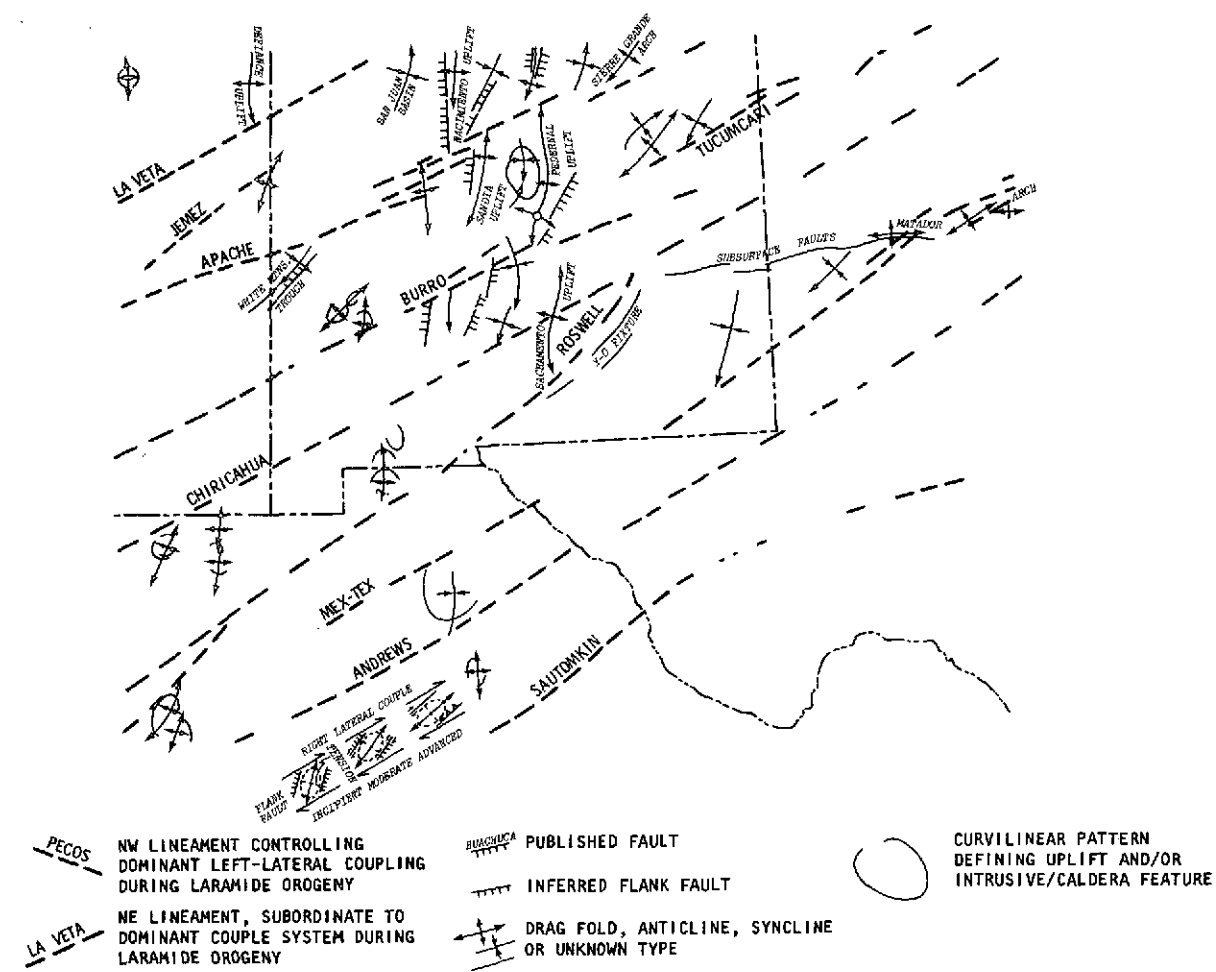 DEFIANCE
UPLIFT
SAN JUAN
BASIN
NACIMIENTO UPLIFT
SIERRE GRANDE
ARCH
LA VETA
JEMEZ
APACHE
WHITE MTNS.
TROUGH
SANDIA
UPLIFT
PEDERNAL
UPLIFT
TUCUMCARI
MATADOR
ARCH
SUBSURFACE FAULTS
BURRO
SACRAMENTO UPLIFT
ROSWELL
Y-O FIXTURE
CHIRICAHUA
MEX-TEX
ANDREWS
SAUTOMKIN
RIGHT LATERAL COUPLE
TENSION
FLANK
FAULT
INCIPIERT MODERATE ADVANCED
PECOS
NW LINEAMENT CONTROLLING
DOMINANT LEFT-LATERAL COUPLING
DURING LARAMIDE OROGENY
LA VETA
NE LINEAMENT, SUBORDINATE TO
DOMINANT COUPLE SYSTEM DURING
LARAMIDE OROGENY
HUACHUCA
PUBLISHED FAULT
INFERRED FLANK FAULT
DRAG FOLD, ANTICLINE, SYNCLINE
OR UNKNOWN TYPE
CURVILINEAR PATTERN
DEFINING UPLIFT AND/OR
INTRUSIVE/CALDERA FEATURE